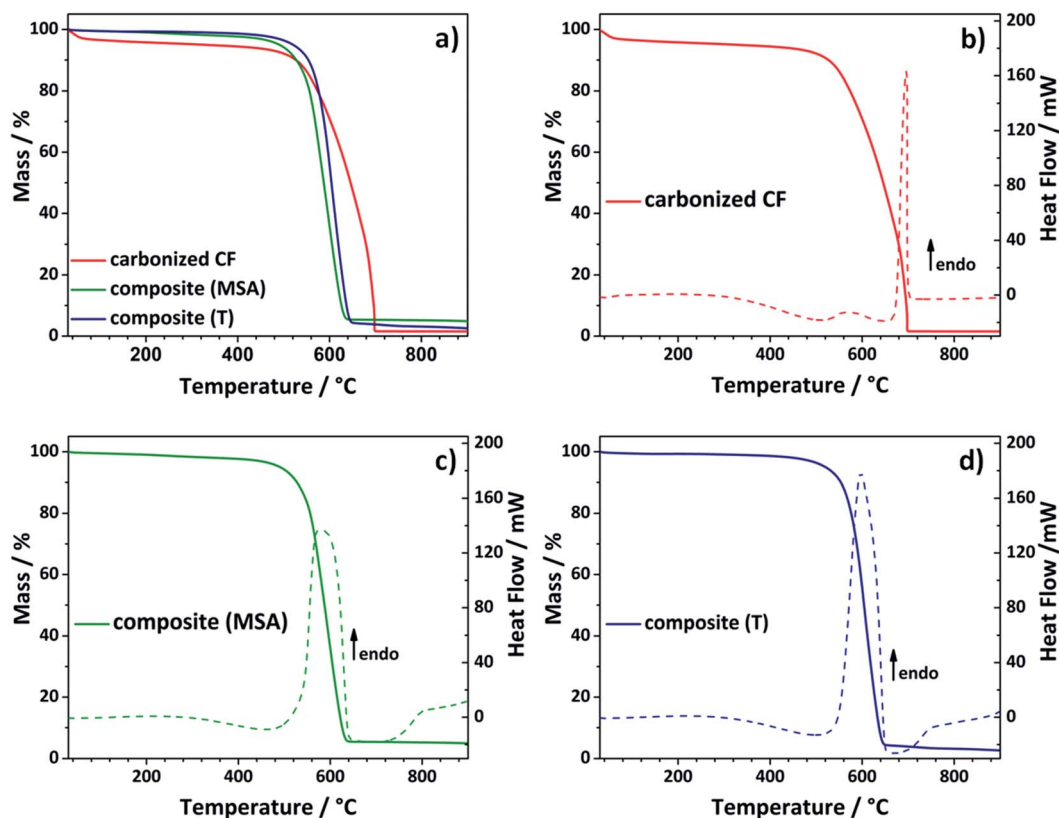 a)
100
80
60
40
20
0
Mass / %
carbonized CF
composite (MSA)
composite (T)
200 400 600 800
Temperature / °C
b)
100
80
60
40
20
0
Mass / %
200
160
120
80
40
0
Heat Flow / mW
carbonized CF
endo
200 400 600 800
Temperature / °C
c)
100
80
60
40
20
0
Mass / %
200
160
120
80
40
0
Heat Flow /mW
composite (MSA)
endo
200 400 600 800
Temperature / °C
d)
100
80
60
40
20
0
Mass / %
200
160
120
80
40
0
Heat Flow /mW
composite (T)
endo
200 400 600 800
Temperature / °C